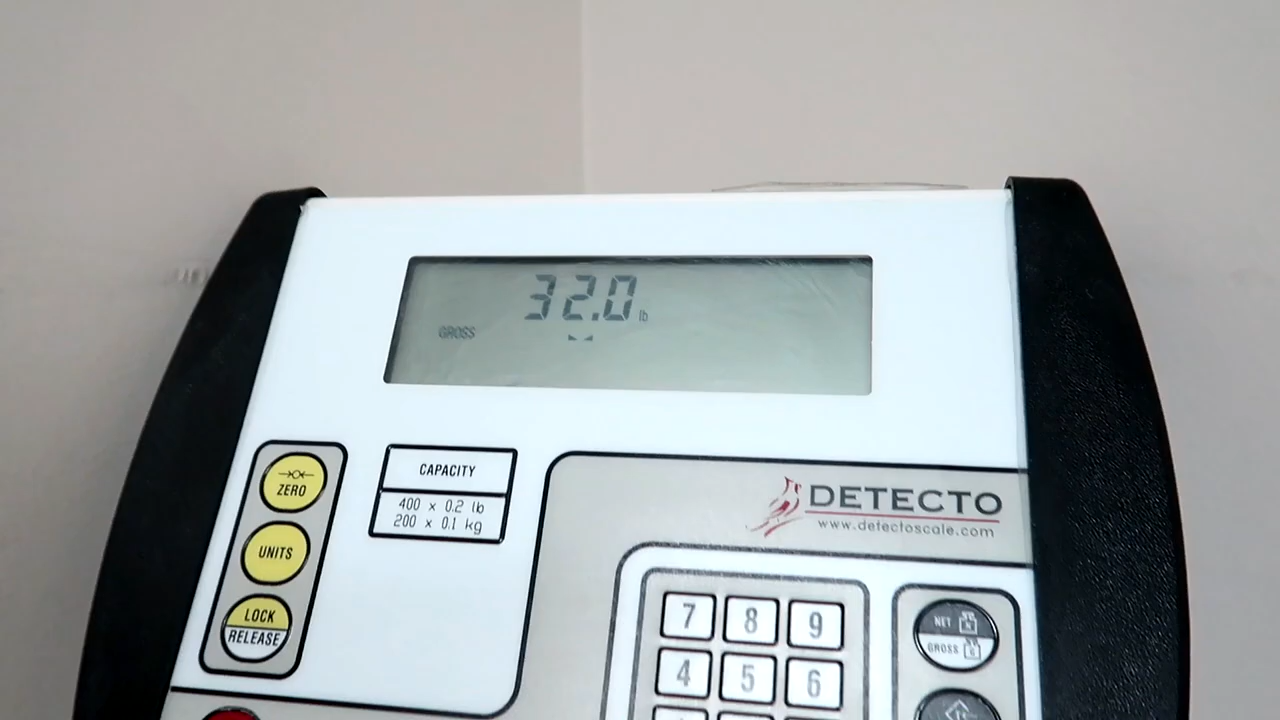 32.0 lb
GROSS
ZERO
UNITS
LOCK
RELEASE
CAPACITY
400 x 0.2 lb
200 x 0.1 kg
DETECTO
www.detectoscale.com
7 8 9
4 5 6
NET
GROSS